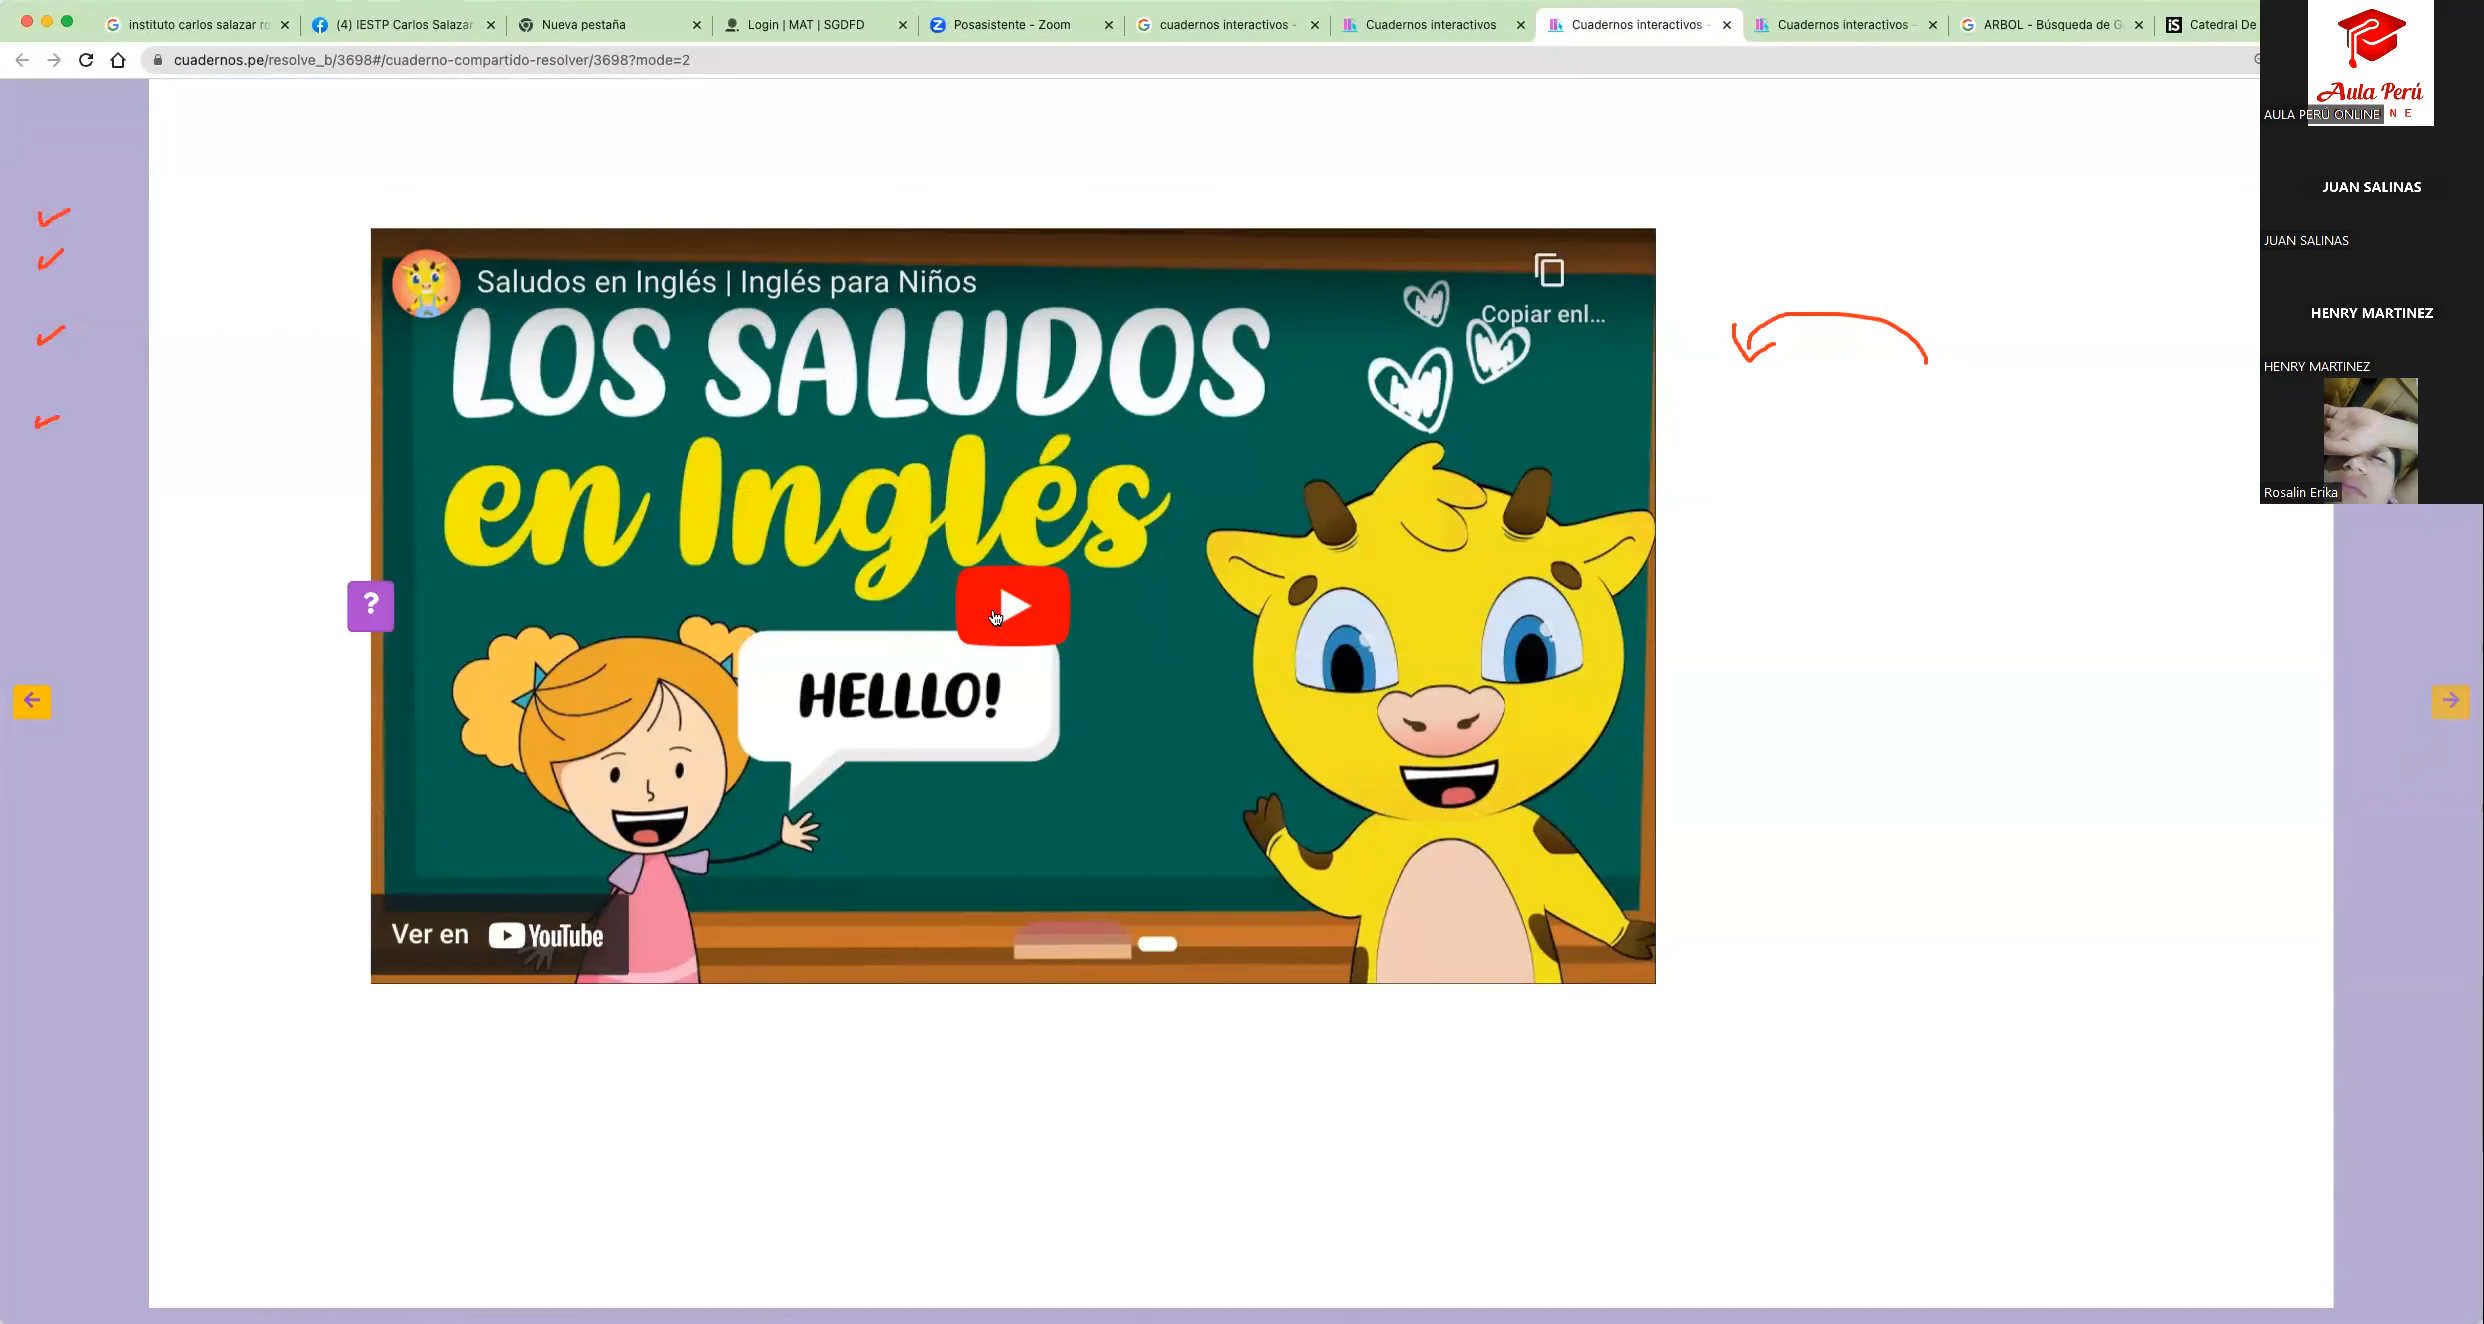 instituto carlos salazar ro
(4) IESTP Carlos Salazar
Nueva pestaña
Login | MAT | SGDFD
Posasistente - Zoom
cuadernos interactivos -
Cuadernos interactivos
Cuadernos interactivos -
Cuadernos interactivos -
ARBOL - Búsqueda de G
Catedral De
cuadernos.pe/resolve_b/3698#/cuaderno-compartido-resolver/3698?mode=2
Aula Perú
N E
AULA PERÚ ONLINE
JUAN SALINAS
JUAN SALINAS
HENRY MARTINEZ
HENRY MARTINEZ
Rosalin Erika
Saludos en Inglés | Inglés para Niños
Copiar enl...
LOS SALUDOS
en Inglés
?
HELLLO!
Ver en YouTube